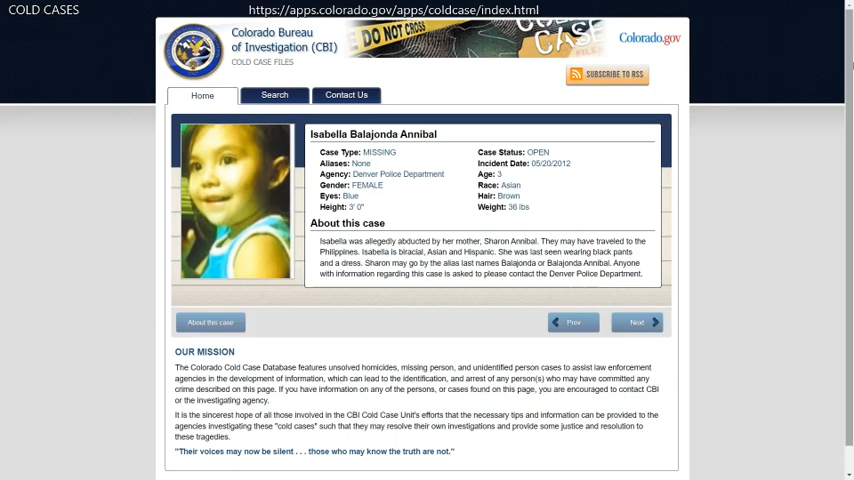 COLD CASES
https://apps.colorado.gov/apps/coldcase/index.html
Colorado Bureau
of Investigation (CBI)
COLD CASE FILES
DO NOT CROSS
CASE
FILES
Colorado.gov
SUBSCRIBE TO RSS
Home
Search
Contact Us
Isabella Balajonda Annibal
Case Type: MISSING
Case Status: OPEN
Aliases: None
Incident Date: 05/20/2012
Agency: Denver Police Department
Age: 3
Gender: FEMALE
Race: Asian
Eyes: Blue
Hair: Brown
Height: 3' 0"
Weight: 36 lbs
About this case
Isabella was allegedly abducted by her mother, Sharon Annibal. They may have traveled to the
Philippines. Isabella is biracial, Asian and Hispanic. She was last seen wearing black pants
and a dress. Sharon may go by the alias last names Balajonda or Balajonda Annibal. Anyone
with information regarding this case is asked to please contact the Denver Police Department.
About this case
Prev
Next
OUR MISSION
The Colorado Cold Case Database features unsolved homicides, missing person, and unidentified person cases to assist law enforcement
agencies in the development of information, which can lead to the identification, and arrest of any person(s) who may have committed any
crime described on this page. If you have information on any of the persons, or cases found on this page, you are encouraged to contact CBI
or the investigating agency.
It is the sincerest hope of all those involved in the CBI Cold Case Unit's efforts that the necessary tips and information can be provided to the
agencies investigating these "cold cases" such that they may resolve their own investigations and provide some justice and resolution to
these tragedies.
"Their voices may now be silent . . . those who may know the truth are not."